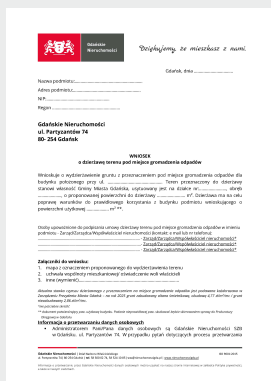 Gdańskie
Nieruchomości
Dziękujemy, że mieszkasz z nami.
Gdańsk, dnia ..............................
Nazwa podmiotu:..................................................
Adres podmiotu:..................................................
NIP:..................................................
Regon:..................................................
Gdańskie Nieruchomości
ul. Partyzantów 74
80- 254 Gdańsk
WNIOSEK
o dzierżawę terenu pod miejsce gromadzenia odpadów
Wnioskuje o wydzierżawienie gruntu z przeznaczeniem pod miejsce gromadzenia odpadów dla
budynku położonego przy ul. .............................. Teren przeznaczony do dzierżawy
stanowi własność Gminy Miasta Gdańska, usytuowany jest na działce nr:.................., obręb
.................., o proponowanej powierzchni do dzierżawy .................. m². Dzierżawa ma na celu
poprawę warunków do prawidłowego korzystania z budynku podmiotu wnioskującego o
powierzchni użytkowej .................. m² **.
Osoby upoważnione do podpisania umowy dzierżawy terenu pod miejsce gromadzenia odpadów w imieniu
podmiotu - Zarząd/Zarządca/Współwłaściciel nieruchomości (kontakt: e-mail lub nr telefonu):
.................................................. Zarząd/Zarządca/Współwłaściciel nieruchomości*
.................................................. Zarząd/Zarządca/Współwłaściciel nieruchomości*
.................................................. Zarząd/Zarządca/Współwłaściciel nieruchomości*
Załączniki do wniosku:
1. mapa z oznaczeniem proponowanego do wydzierżawienia terenu
2. uchwała wspólnoty mieszkaniowej/ oświadczenie woli właścicieli
3. inne (wymienić)..................................................
Informacja o przetwarzaniu danych osobowych
• Administratorem Pani/Pana danych osobowych są Gdańskie Nieruchomości SZB
w Gdańsku, ul. Partyzantów 74. W przypadku pytań dotyczących procesu przetwarzania